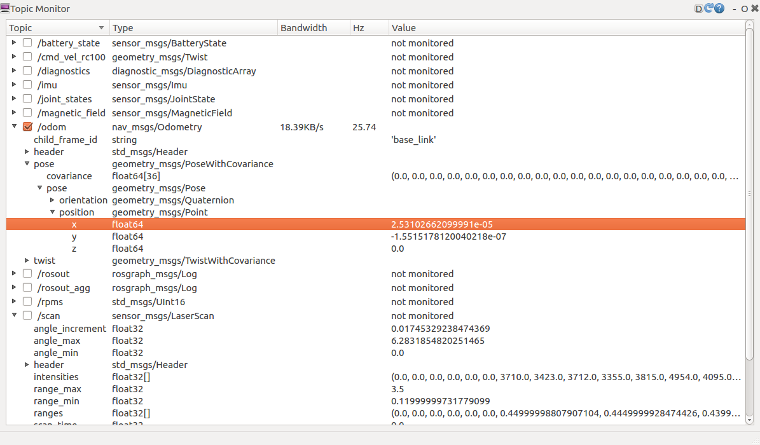 Topic Monitor
D ? - O ✖
Topic Type Bandwidth Hz Value
/battery_state sensor_msgs/BatteryState not monitored
/cmd_vel_rc100 geometry_msgs/Twist not monitored
/diagnostics diagnostic_msgs/DiagnosticArray not monitored
/imu sensor_msgs/Imu not monitored
/joint_states sensor_msgs/JointState not monitored
/magnetic_field sensor_msgs/MagneticField not monitored
/odom nav_msgs/Odometry 18.39KB/s 25.74
child_frame_id string 'base_link'
header std_msgs/Header
pose geometry_msgs/PoseWithCovariance
covariance float64[36] (0.0, 0.0, 0.0, 0.0, 0.0, 0.0, 0.0, 0.0, 0.0, 0.0, 0.0, 0.0, 0.0, 0.0, 0.0, 0.0, 0.0, 0.0, 0.0, ...
pose geometry_msgs/Pose
orientation geometry_msgs/Quaternion
position geometry_msgs/Point
x float64 2.53102662099991e-05
y float64 -1.5515178120040218e-07
z float64 0.0
twist geometry_msgs/TwistWithCovariance
/rosout rosgraph_msgs/Log not monitored
/rosout_agg rosgraph_msgs/Log not monitored
/rpms std_msgs/UInt16 not monitored
/scan sensor_msgs/LaserScan not monitored
angle_increment float32 0.01745329238474369
angle_max float32 6.2831854820251465
angle_min float32 0.0
header std_msgs/Header
intensities float32[] (0.0, 0.0, 0.0, 0.0, 0.0, 0.0, 3710.0, 3423.0, 3712.0, 3355.0, 3815.0, 4954.0, 4095.0...
range_max float32 3.5
range_min float32 0.11999999731779099
ranges float32[] (0.0, 0.0, 0.0, 0.0, 0.0, 0.0, 0.44999998807907104, 0.4449999928474426, 0.4399...
scan_time float32 0.0